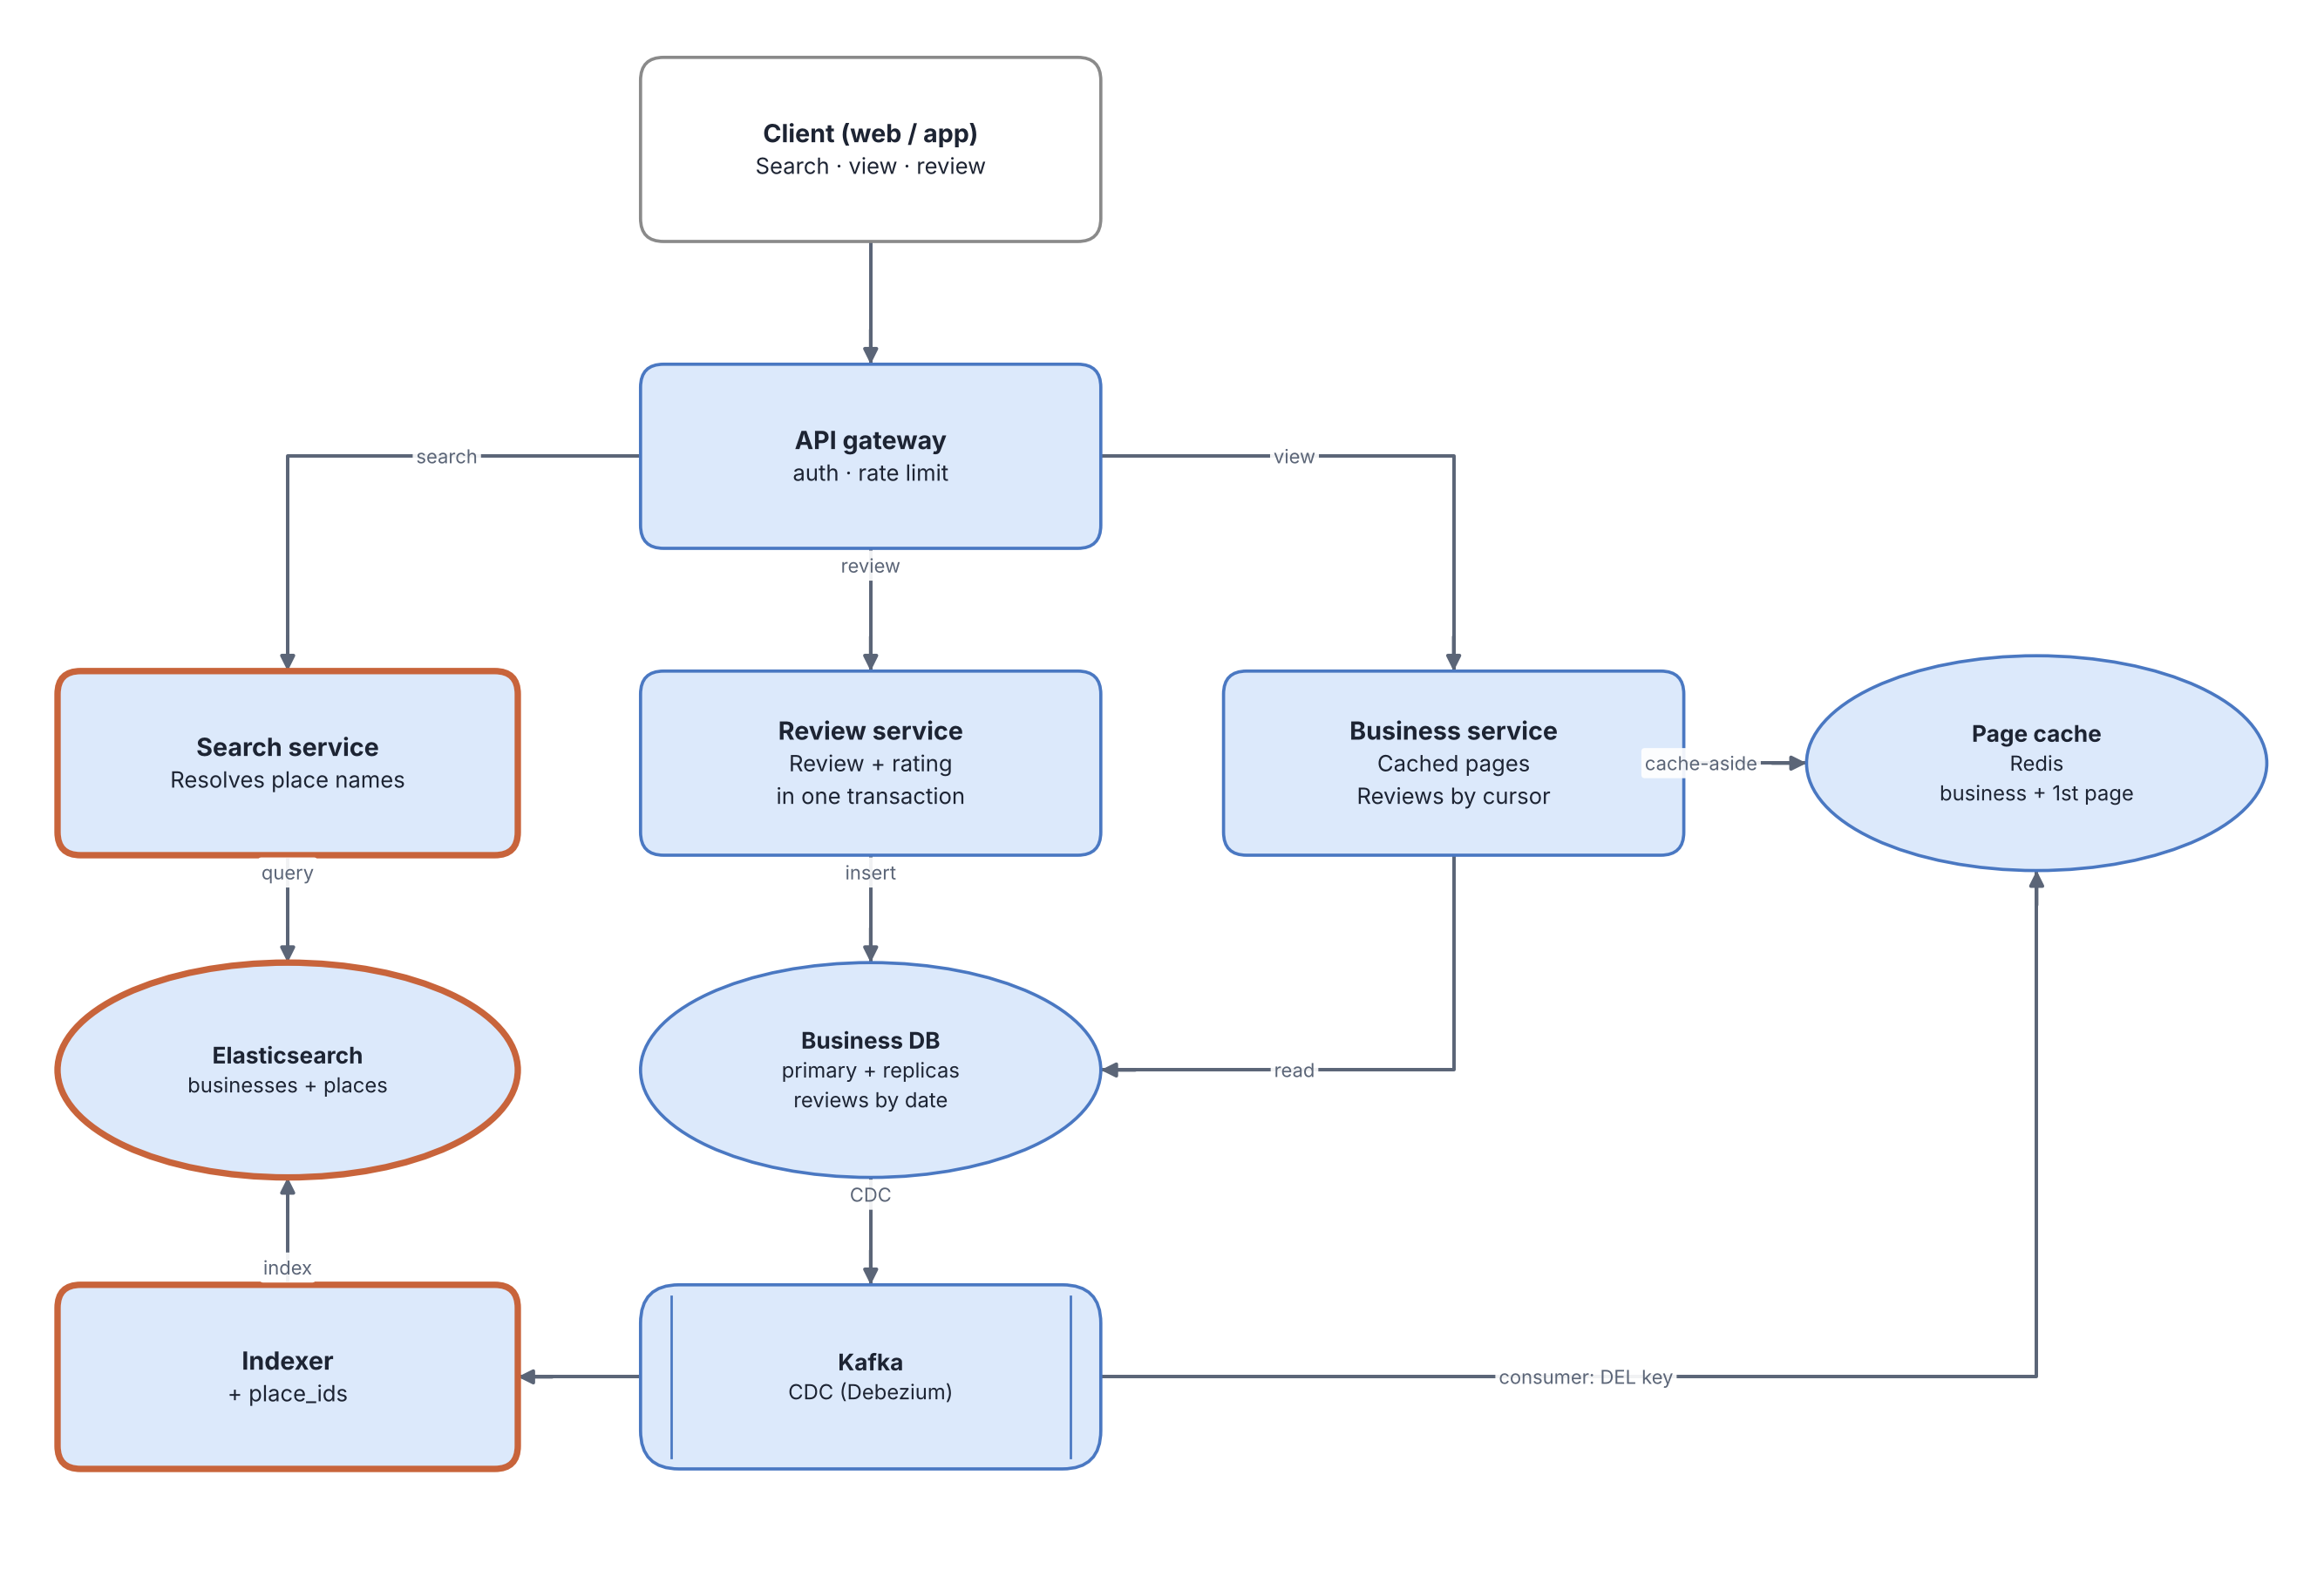 Client (web / app)
Search · view · review
API gateway
auth · rate limit
search
view
review
Search service
Resolves place names
Review service
Review + rating
in one transaction
Business service
Cached pages
Reviews by cursor
cache-aside
Page cache
Redis
business + 1st page
query
insert
Elasticsearch
businesses + places
Business DB
primary + replicas
reviews by date
read
CDC
index
Indexer
+ place_ids
Kafka
CDC (Debezium)
consumer: DEL key